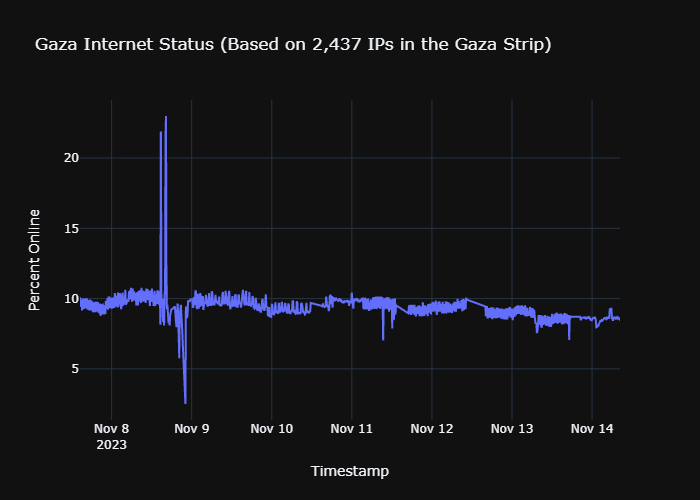 Gaza Internet Status (Based on 2,437 IPs in the Gaza Strip)
Percent Online
20
15
10
5
Nov 8
2023
Nov 9
Nov 10
Nov 11
Nov 12
Nov 13
Nov 14
Timestamp